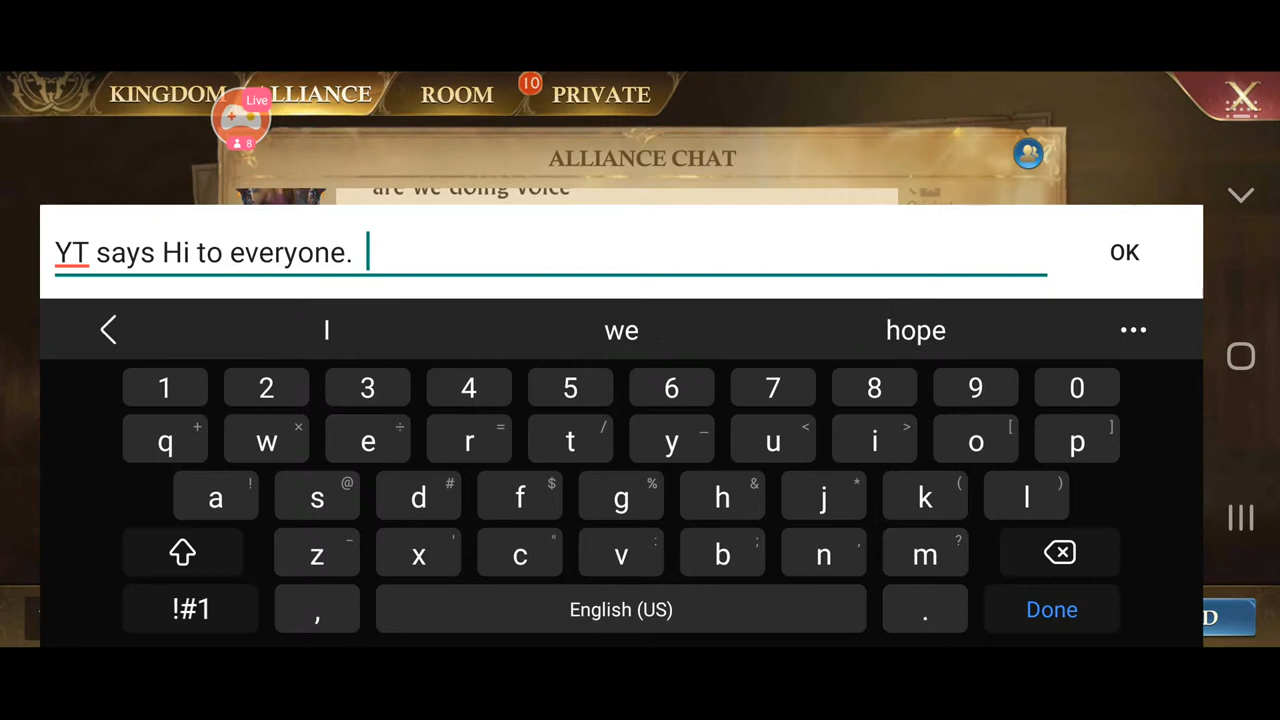 KINGDOM
LLIANCE
ROOM
10
PRIVATE
Live
8
ALLIANCE CHAT
are we doing voice
YT says Hi to everyone.
OK
I
we
hope
•••
1 2 3 4 5 6 7 8 9 0
q + w × e ÷ r = t / y _ u < i > o [ p ]
a ! s @ d # f $ g % h & j * k ( l )
z - x ' c " v : b ; n , m ?
!#1 , English (US) . Done
D